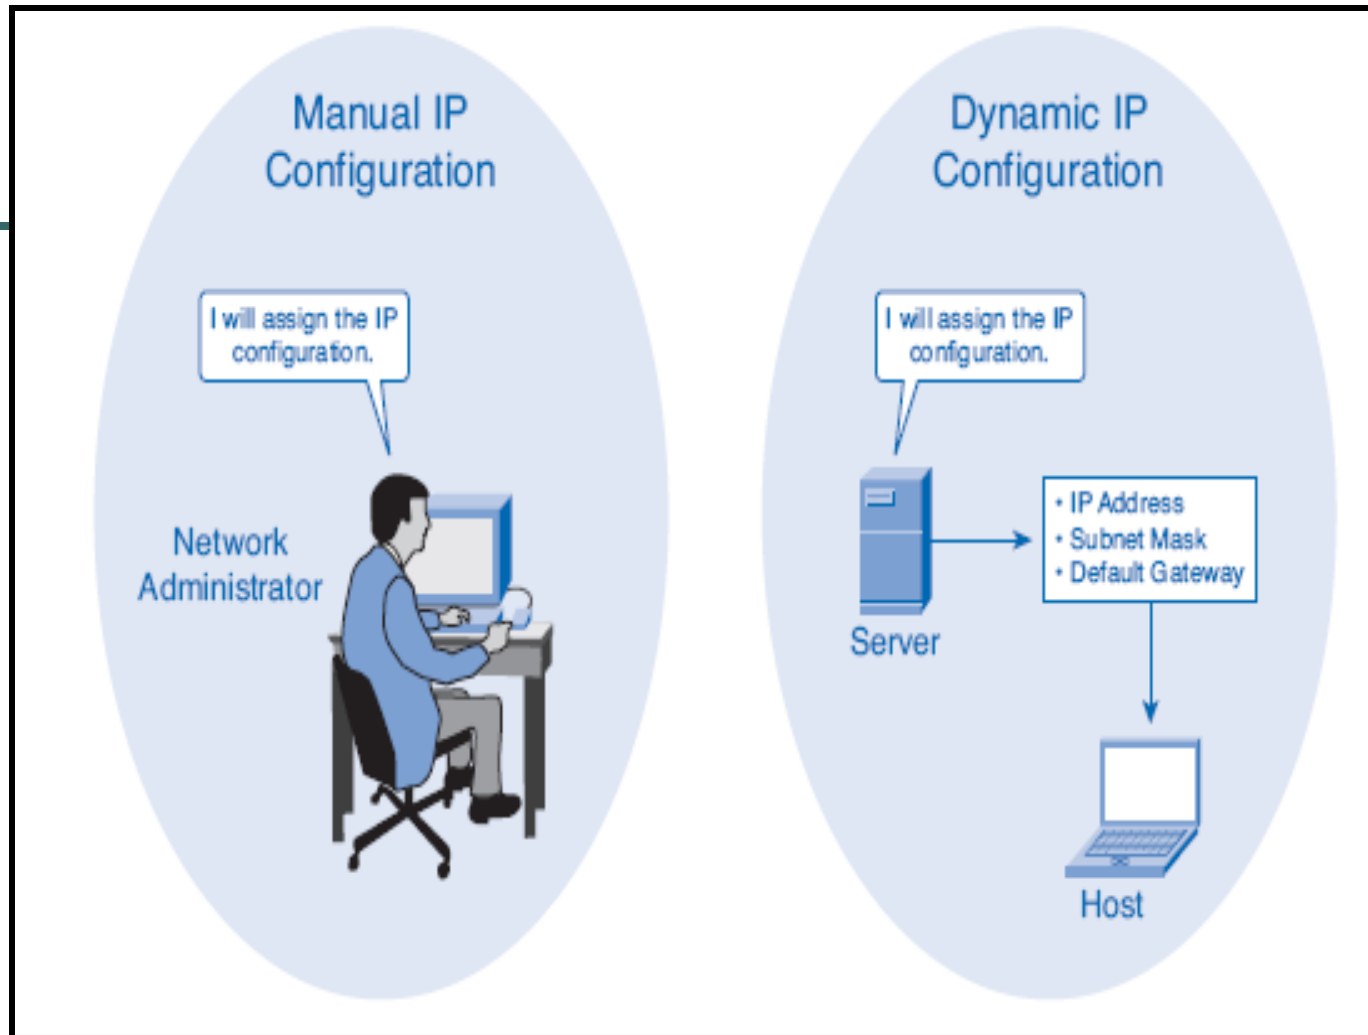 Manual IP
Configuration
I will assign the IP
configuration.
Network
Administrator
Dynamic IP
Configuration
I will assign the IP
configuration.
• IP Address
• Subnet Mask
• Default Gateway
Server
Host